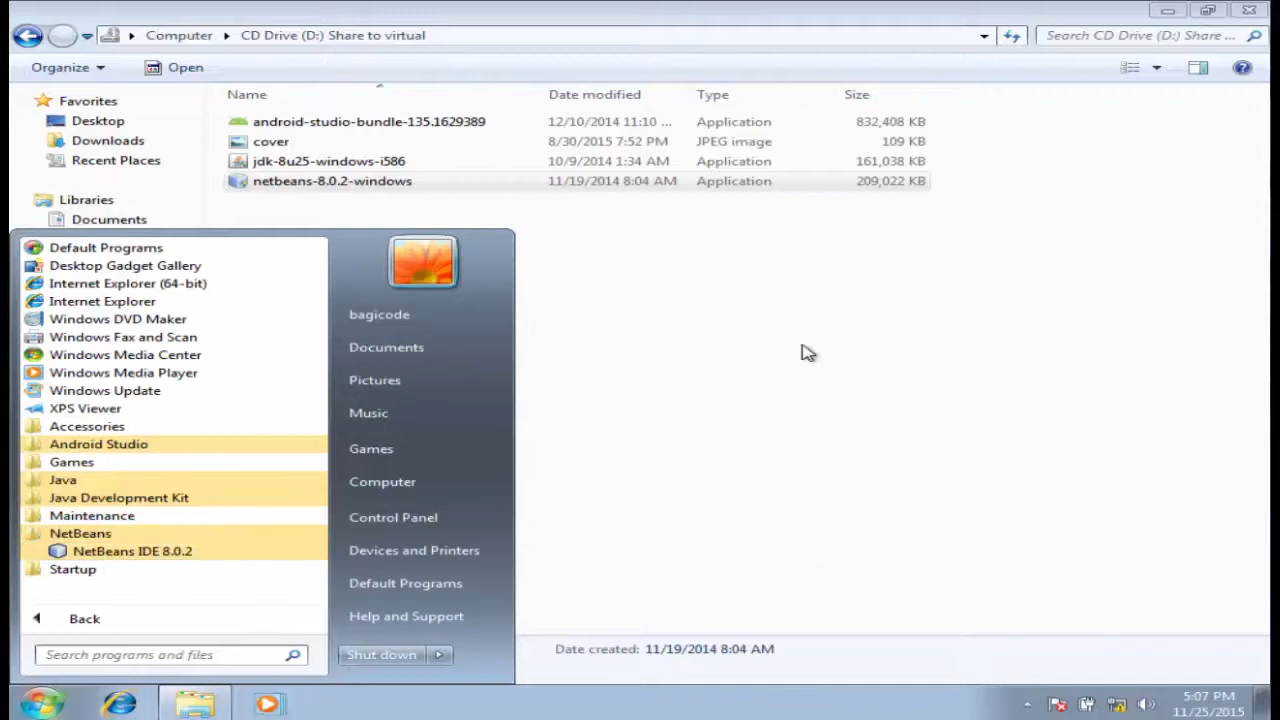 Computer CD Drive (D:) Share to virtual Search CD Drive (D:) Share ...
Organize Open
Name Date modified Type Size
android-studio-bundle-135.1629389 12/10/2014 11:10 ... Application 832,408 KB
cover 8/30/2015 7:52 PM JPEG image 109 KB
jdk-8u25-windows-i586 10/9/2014 1:34 AM Application 161,038 KB
netbeans-8.0.2-windows 11/19/2014 8:04 AM Application 209,022 KB
Favorites
Desktop
Downloads
Recent Places
Libraries
Documents
Default Programs
Desktop Gadget Gallery
Internet Explorer (64-bit)
Internet Explorer
Windows DVD Maker
Windows Fax and Scan
Windows Media Center
Windows Media Player
Windows Update
XPS Viewer
Accessories
Android Studio
Games
Java
Java Development Kit
Maintenance
NetBeans
NetBeans IDE 8.0.2
Startup
Back
Search programs and files
bagicode
Documents
Pictures
Music
Games
Computer
Control Panel
Devices and Printers
Default Programs
Help and Support
Shut down
Date created: 11/19/2014 8:04 AM
5:07 PM
11/25/2015